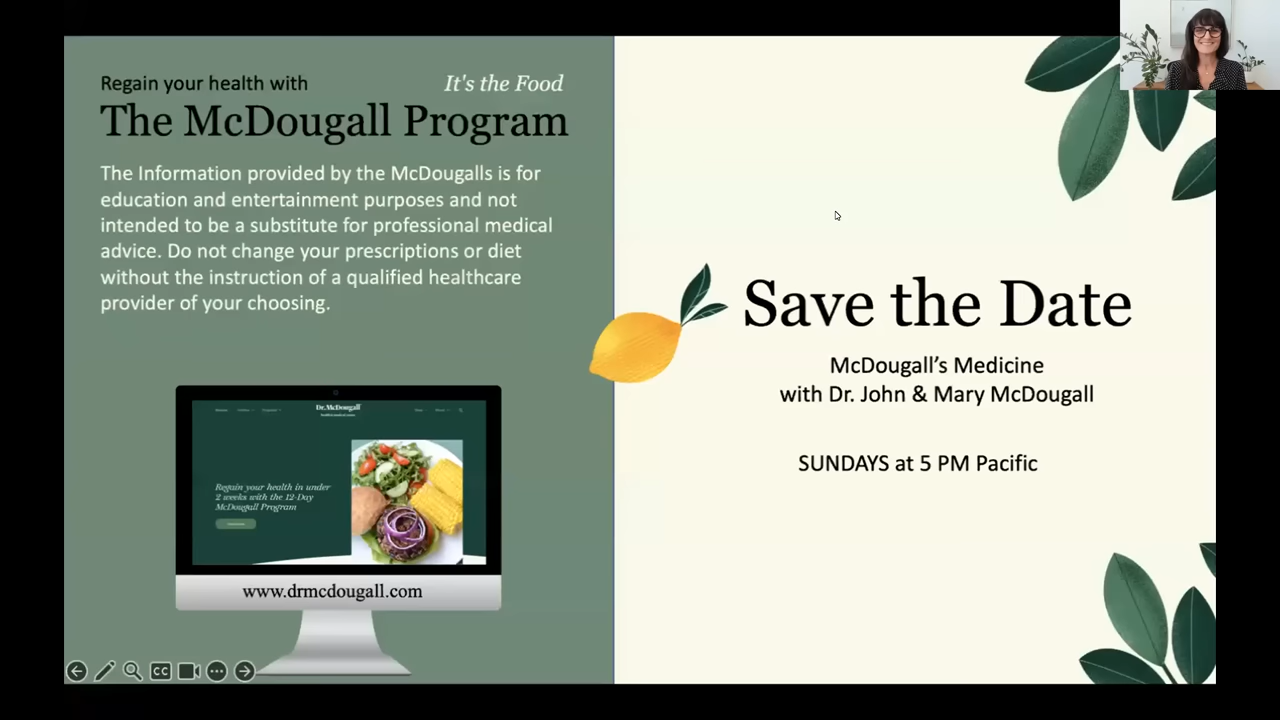 Regain your health with
It's the Food
The McDougall Program
The Information provided by the McDougalls is for
education and entertainment purposes and not
intended to be a substitute for professional medical
advice. Do not change your prescriptions or diet
without the instruction of a qualified healthcare
provider of your choosing.
Dr. McDougall
Regain your health in under
2 weeks with the 12-Day
McDougall Program
www.drmcdougall.com
CC
Save the Date
McDougall’s Medicine
with Dr. John & Mary McDougall
SUNDAYS at 5 PM Pacific